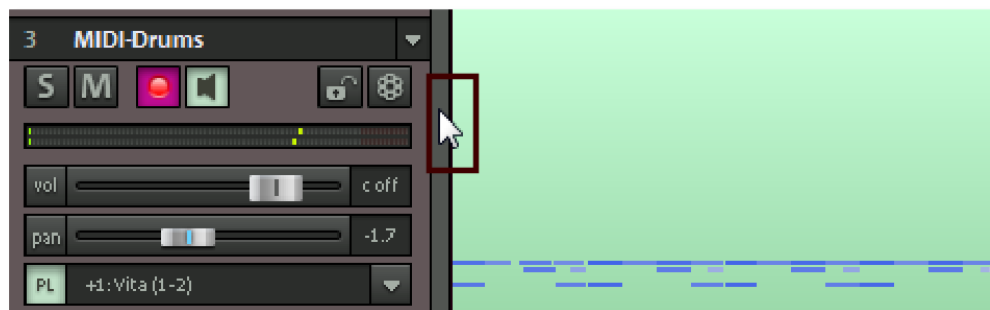 3 MIDI-Drums
S M
vol c off
pan -1.7
PL +1:Vita (1-2)